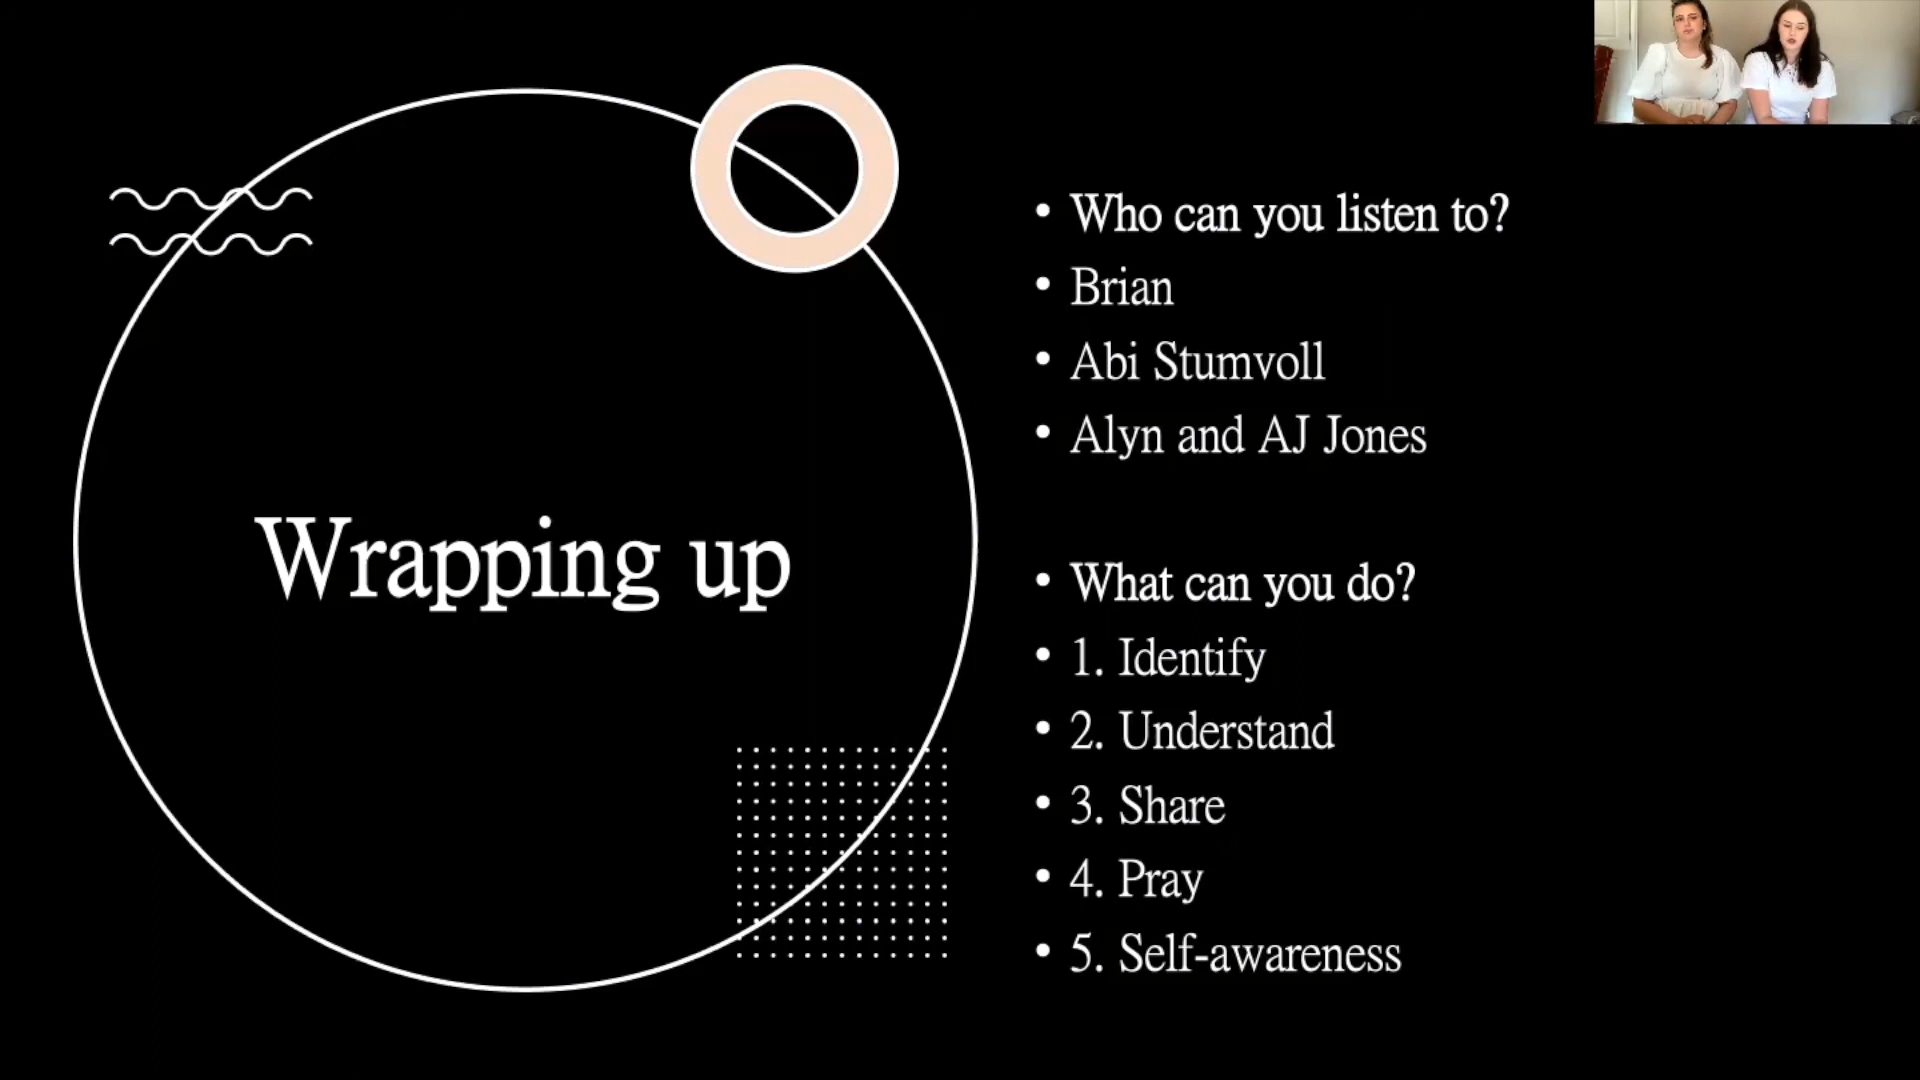 Wrapping up
• Who can you listen to?
• Brian
• Abi Stumvoll
• Alyn and AJ Jones
• What can you do?
• 1. Identify
• 2. Understand
• 3. Share
• 4. Pray
• 5. Self-awareness